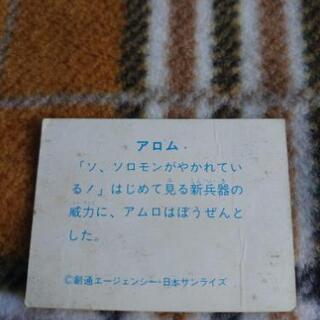 アロム・
「ソ、ソロモンがやかれてい
るノ」はじめて見る新兵器の
威力に、アムロはぼうぜんと
した。
©創通エージェンシー・日本サンライズ